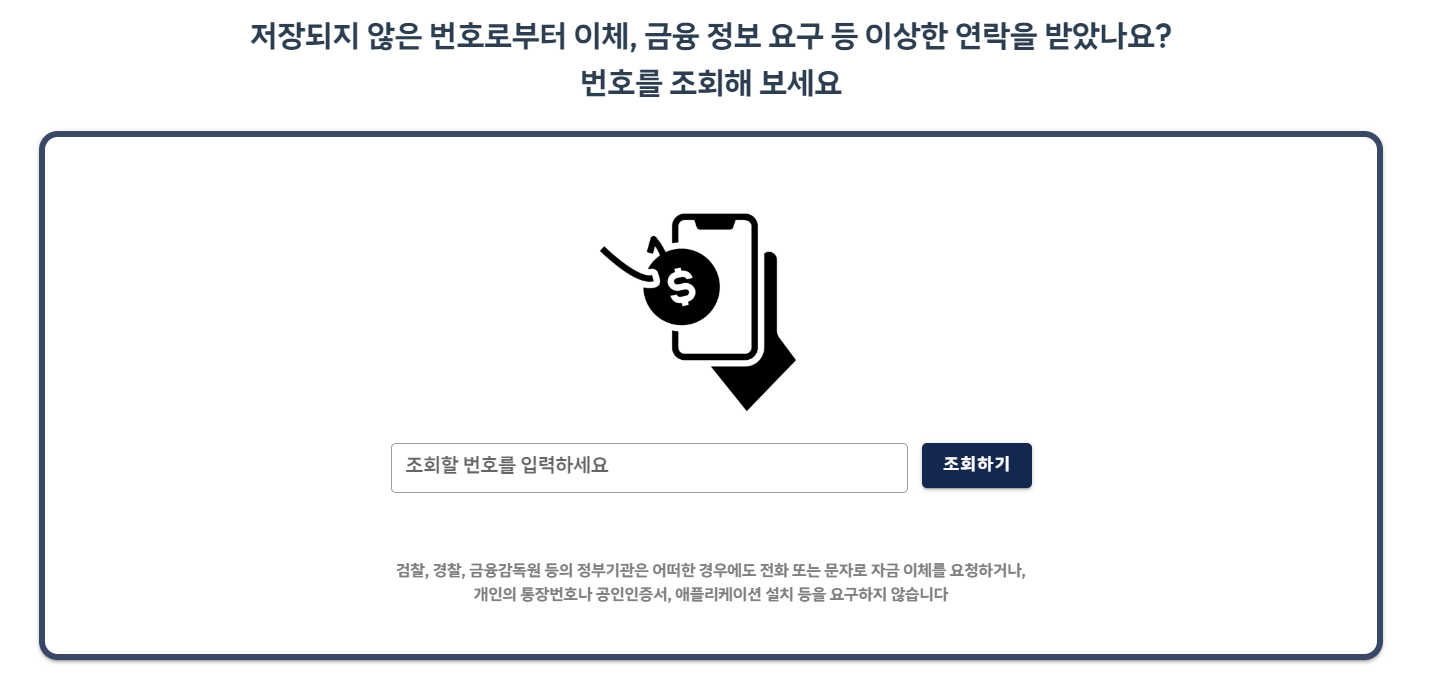 저장되지 않은 번호로부터 이체, 금융 정보 요구 등 이상한 연락을 받았나요?
번호를 조회해 보세요
$
조회할 번호를 입력하세요
조회하기
검찰, 경찰, 금융감독원 등의 정부기관은 어떠한 경우에도 전화 또는 문자로 자금 이체를 요청하거나,
개인의 통장번호나 공인인증서, 애플리케이션 설치 등을 요구하지 않습니다